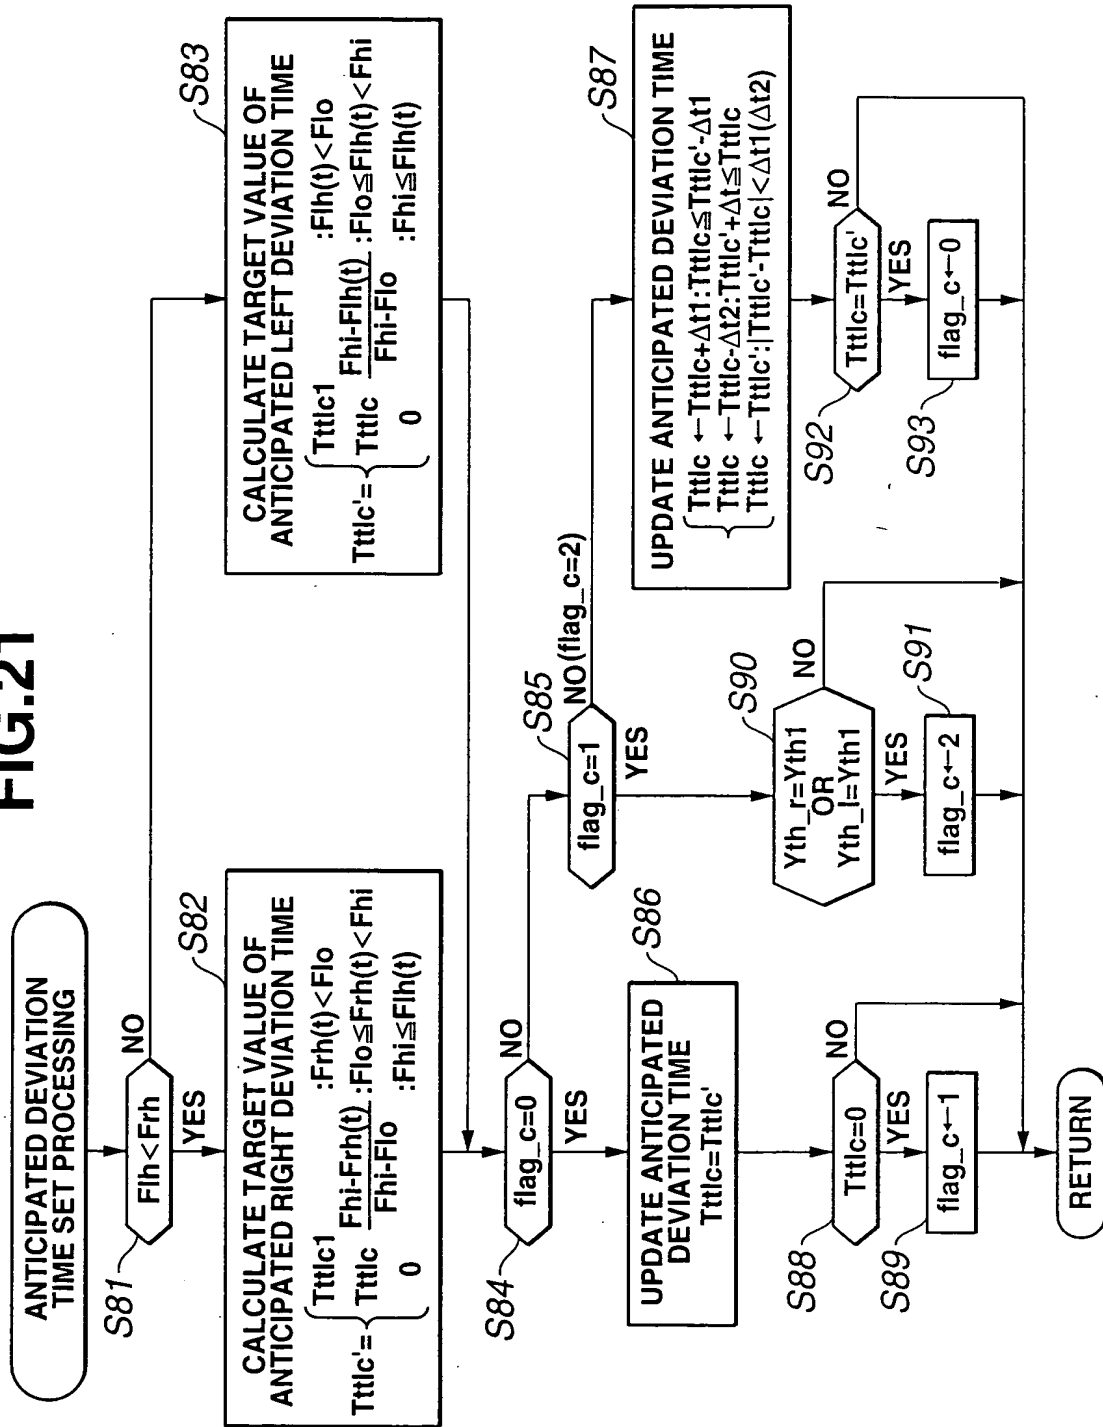 FIG.21
ANTICIPATED DEVIATION
TIME SET PROCESSING
S81
Flh<Frh
NO
YES
S82
CALCULATE TARGET VALUE OF
ANTICIPATED RIGHT DEVIATION TIME
Tttlc1 :Frh(t)<Flo
Tttlc'= Tttlc Fhi-Frh(t) :Flo≦Frh(t)<Fhi
Fhi-Flo
0 :Fhi≦Flh(t)
S83
CALCULATE TARGET VALUE OF
ANTICIPATED LEFT DEVIATION TIME
Tttlc1 :Flh(t)<Flo
Tttlc'= Tttlc Fhi-Flh(t) :Flo≦Flh(t)<Fhi
Fhi-Flo
0 :Fhi≦Flh(t)
S84
flag_c=0
NO
YES
S85
flag_c=1
NO(flag_c=2)
YES
S86
UPDATE ANTICIPATED
DEVIATION TIME
Tttlc=Tttlc'
S87
UPDATE ANTICIPATED DEVIATION TIME
Tttlc ←Tttlc+Δt1:Tttlc≦Tttlc'-Δt1
Tttlc ←Tttlc-Δt2:Tttlc'+Δt≦Tttlc
Tttlc ←Tttlc':|Tttlc'-Tttlc|<Δt1(Δt2)
S88
Tttlc=0
NO
YES
S89
flag_c←1
S90
Yth_r=Yth1
OR
Yth_l=Yth1
NO
YES
S91
flag_c←2
S92
Tttlc=Tttlc'
NO
YES
S93
flag_c←0
RETURN